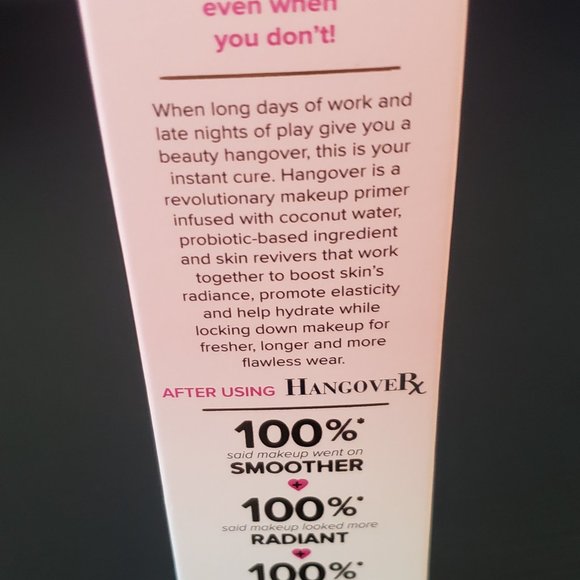 even when
you don't!
When long days of work and
late nights of play give you a
beauty hangover, this is your
instant cure. Hangover is a
revolutionary makeup primer
infused with coconut water,
probiotic-based ingredient
and skin revivers that work
together to boost skin's
radiance, promote elasticity
and help hydrate while
locking down makeup for
fresher, longer and more
flawless wear.
AFTER USING HANGOVERx
100%*
said makeup went on
SMOOTHER
+
100%*
said makeup looked more
RADIANT
+
100%*